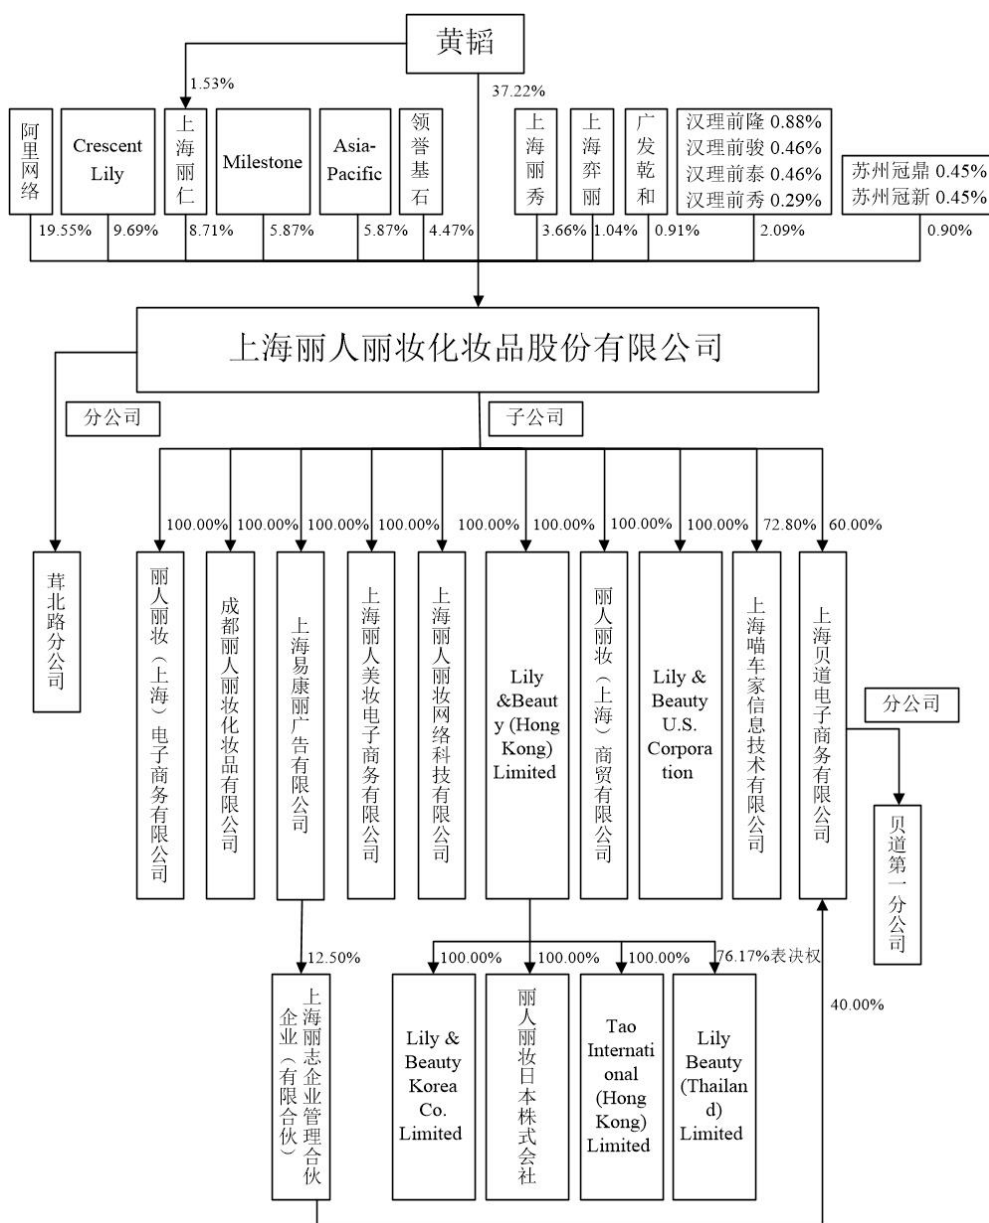 黄韬
1.53%
37.22%
阿里网络
Crescent
Lily
上海丽仁
Milestone
Asia-
Pacific
领誉基石
上海丽秀
上海弈丽
广发乾和
汉理前隆 0.88%
汉理前骏 0.46%
汉理前泰 0.46%
汉理前秀 0.29%
苏州冠鼎 0.45%
苏州冠新 0.45%
19.55%
9.69%
8.71%
5.87%
5.87%
4.47%
3.66%
1.04%
0.91%
2.09%
0.90%
上海丽人丽妆化妆品股份有限公司
分公司
子公司
100.00%
100.00%
100.00%
100.00%
100.00%
100.00%
100.00%
100.00%
72.80%
60.00%
茸北路分公司
丽人丽妆（上海）电子商务有限公司
成都丽人丽妆化妆品有限公司
上海易康丽广告有限公司
上海丽人美妆电子商务有限公司
上海丽人丽妆网络科技有限公司
Lily
&Beaut
y (Hong
Kong)
Limited
丽人丽妆（上海）商贸有限公司
Lily &
Beauty
U.S.
Corpora
tion
上海喵车家信息技术有限公司
上海贝道电子商务有限公司
分公司
贝道第一分公司
12.50%
100.00%
100.00%
100.00%
76.17%表决权
40.00%
上海丽志企业管理合伙
企业（有限合伙）
Lily &
Beauty
Korea
Co.
Limited
丽人丽妆日本株式会社
Tao
Internati
onal
(Hong
Kong)
Limited
Lily
Beauty
(Thailan
d)
Limited